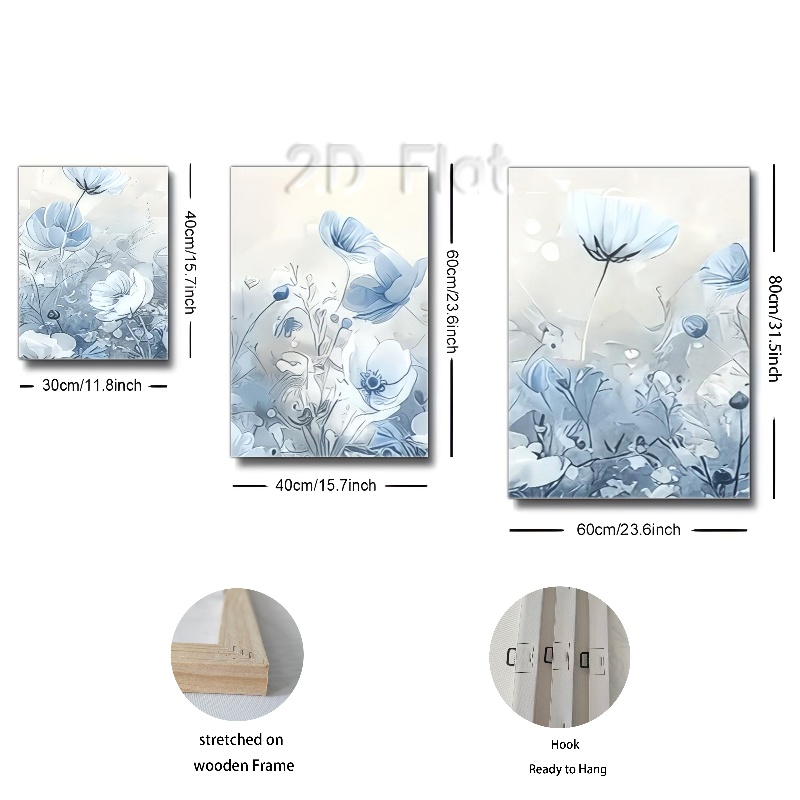 2D Flat
40cm/15.7inch
30cm/11.8inch
60cm/23.6inch
40cm/15.7inch
80cm/31.5inch
60cm/23.6inch
stretched on
wooden Frame
Hook
Ready to Hang